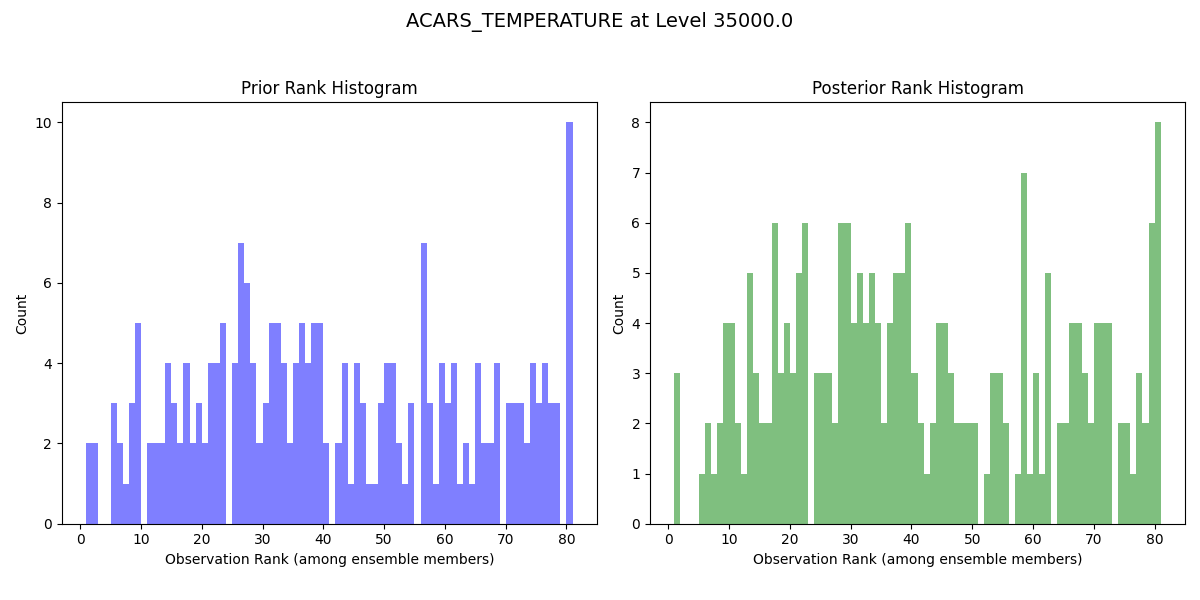 ACARS_TEMPERATURE at Level 35000.0
Prior Rank Histogram
10
8
6
4
2
0
Count
0 10 20 30 40 50 60 70 80
Observation Rank (among ensemble members)
Posterior Rank Histogram
8
7
6
5
4
3
2
1
0
Count
0 10 20 30 40 50 60 70 80
Observation Rank (among ensemble members)